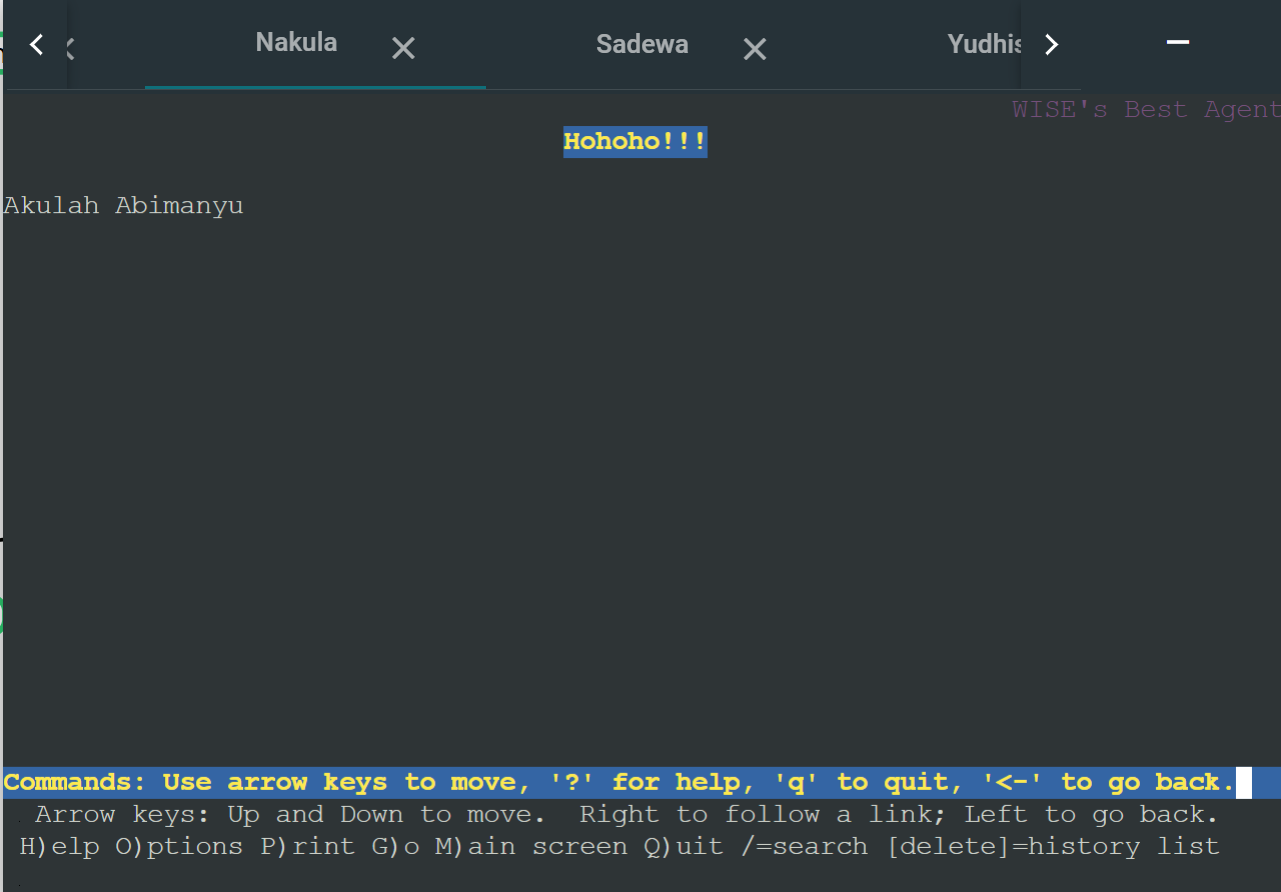 Nakula Sadewa Yudhis
WISE's Best Agent
Hohoho!!!
Akulah Abimanyu
Commands: Use arrow keys to move, '?' for help, 'q' to quit, '<-' to go back.
Arrow keys: Up and Down to move.  Right to follow a link; Left to go back.
H)elp O)ptions P)rint G)o M)ain screen Q)uit /=search [delete]=history list